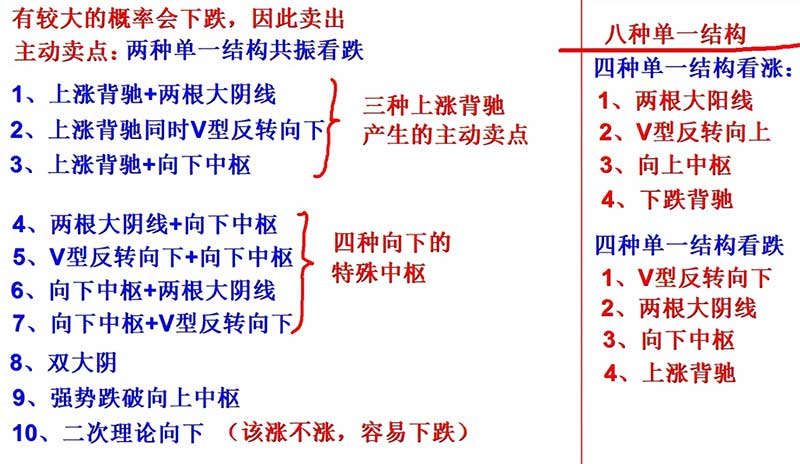 有较大的概率会下跌，因此卖出
主动卖点：两种单一结构共振看跌
1、上涨背驰+两根大阴线
2、上涨背驰同时V型反转向下
3、上涨背驰+向下中枢
三种上涨背驰
产生的主动卖点
4、两根大阴线+向下中枢
5、V型反转向下+向下中枢
6、向下中枢+两根大阴线
7、向下中枢+V型反转向下
四种向下的
特殊中枢
8、双大阴
9、强势跌破向上中枢
10、二次理论向下（该涨不涨，容易下跌）
八种单一结构
四种单一结构看涨：
1、两根大阳线
2、V型反转向上
3、向上中枢
4、下跌背驰
四种单一结构看跌
1、V型反转向下
2、两根大阴线
3、向下中枢
4、上涨背驰